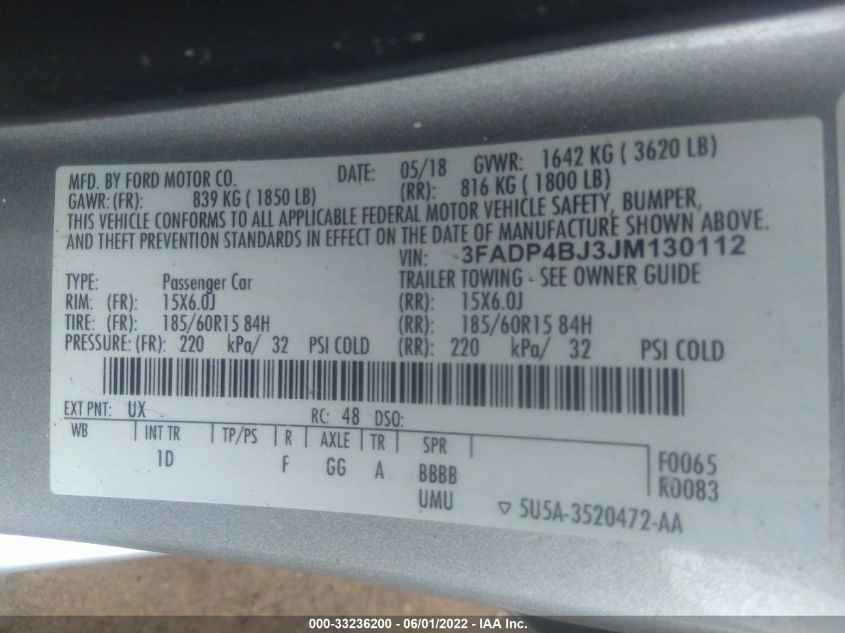 MFD. BY FORD MOTOR CO. DATE: 05/18 GVWR: 1642 KG ( 3620 LB)
GAWR:(FR): 839 KG ( 1850 LB) (RR): 816 KG ( 1800 LB)
THIS VEHICLE CONFORMS TO ALL APPLICABLE FEDERAL MOTOR VEHICLE SAFETY, BUMPER,
AND THEFT PREVENTION STANDARDS IN EFFECT ON THE DATE OF MANUFACTURE SHOWN ABOVE.
VIN: 3FADP4BJ3JM130112
TYPE: Passenger Car TRAILER TOWING - SEE OWNER GUIDE
RIM: (FR): 15X6.0J (RR): 15X6.0J
TIRE: (FR): 185/60R15 84H (RR): 185/60R15 84H
PRESSURE: (FR): 220 kPa/ 32 PSI COLD (RR): 220 kPa/ 32 PSI COLD
EXT PNT: UX RC: 48 DSO:
WB INT TR TP/PS R AXLE TR SPR
1D F GG A BBBB F0065
UMU R0083
▽ 5U5A-3520472-AA
000-33236200 - 06/01/2022 - IAA Inc.